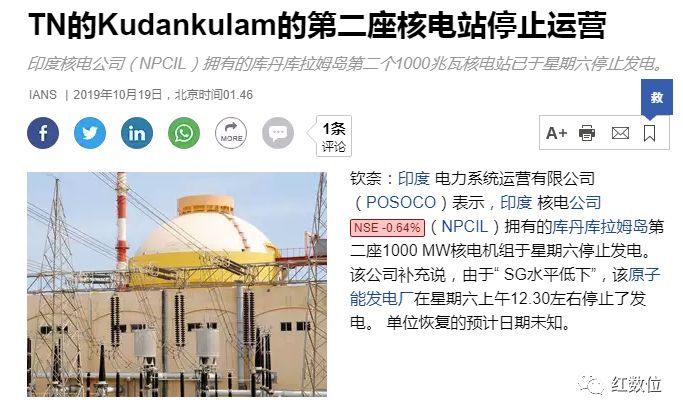 TN的Kudankulam的第二座核电站停止运营
印度核电公司（NPCIL）拥有的库丹库拉姆岛第二个1000兆瓦核电站已于星期六停止发电。
IANS | 2019年10月19日，北京时间01.46
救
MORE
1条
评论
A+
钦奈：印度 电力系统运营有限公司
（POSOCO）表示，印度 核电公司
NSE -0.64% （NPCIL）拥有的库丹库拉姆岛第
二座1000 MW核电机组于星期六停止发电。
该公司补充说，由于“ SG水平低下”，该原子
能发电厂在星期六上午12.30左右停止了发
电。 单位恢复的预计日期未知。
红数位